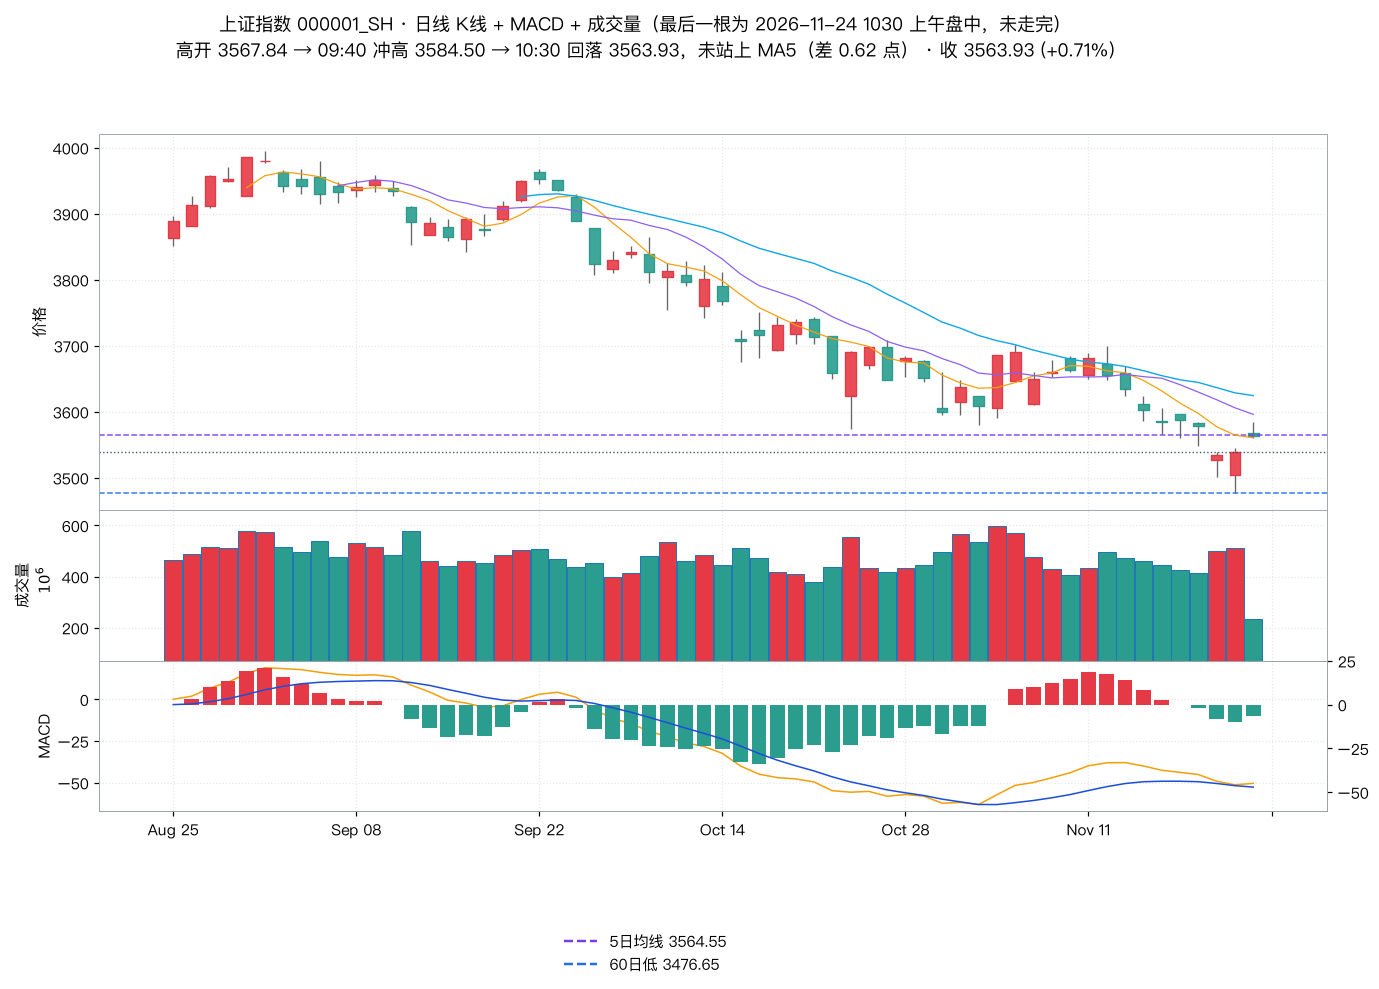 上证指数 000001_SH · 日线 K线 + MACD + 成交量（最后一根为 2026-11-24 1030 上午盘中，未走完）
高开 3567.84 → 09:40 冲高 3584.50 → 10:30 回落 3563.93，未站上 MA5（差 0.62 点） · 收 3563.93 (+0.71%)
4000
3900
3800
3700
3600
3500
价格
600
400
200
成交量
10⁶
0
−25
−50
MACD
25
0
−25
−50
Aug 25
Sep 08
Sep 22
Oct 14
Oct 28
Nov 11
5日均线 3564.55
60日低 3476.65